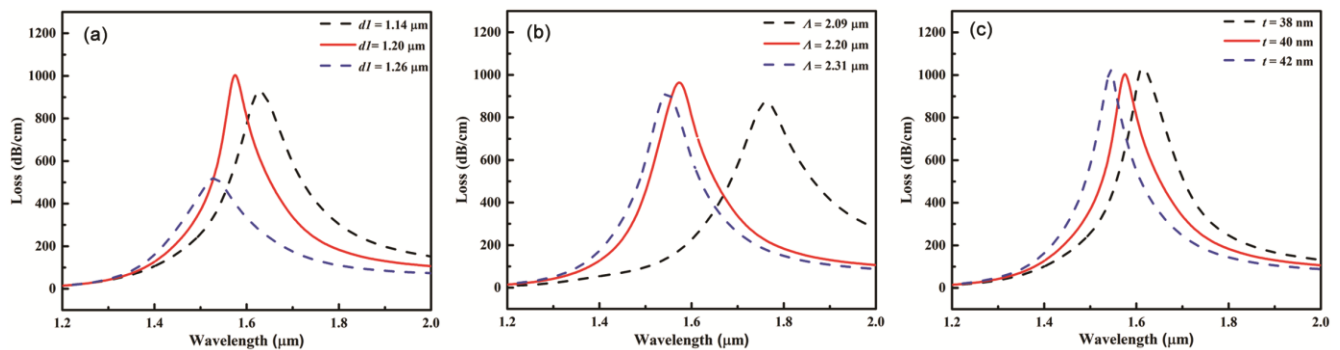 (a)
d1 = 1.14 μm
d1 = 1.20 μm
d1 = 1.26 μm
1200
1000
800
600
400
200
0
Loss (dB/cm)
1.2 1.4 1.6 1.8 2.0
Wavelength (μm)
(b)
Λ = 2.09 μm
Λ = 2.20 μm
Λ = 2.31 μm
1200
1000
800
600
400
200
0
Loss (dB/cm)
1.2 1.4 1.6 1.8 2.0
Wavelength (μm)
(c)
t = 38 nm
t = 40 nm
t = 42 nm
1200
1000
800
600
400
200
0
Loss (dB/cm)
1.2 1.4 1.6 1.8 2.0
Wavelength (μm)